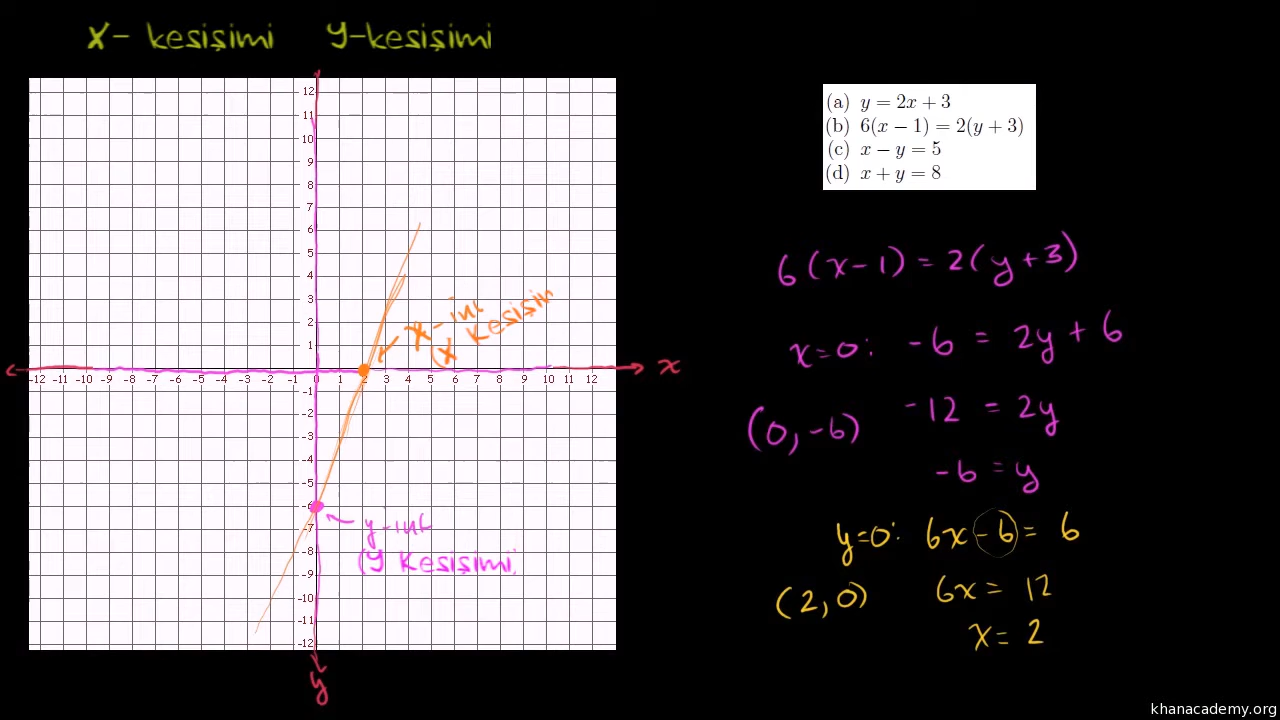 x- kesişimi y-kesişimi
(a) y = 2x + 3
(b) 6(x − 1) = 2(y + 3)
(c) x − y = 5
(d) x + y = 8
6(x-1) = 2(y+3)
x=0: -6 = 2y + 6
(0, -6) -12 = 2y
-6 = y
y=0: 6x - 6 = 6
(2, 0) 6x = 12
x = 2
12
11
10
9
8
7
6
5
4
3
2
1
-12 -11 -10 -9 -8 -7 -6 -5 -4 -3 -2 -1 0 1 2 3 4 5 6 7 8 9 10 11 12
-1
-2
-3
-4
-5
-6
-7
-8
-9
-10
-11
-12
x
y
x-int
(x kesişim
y-int
(y kesişimi)
khanacademy.org